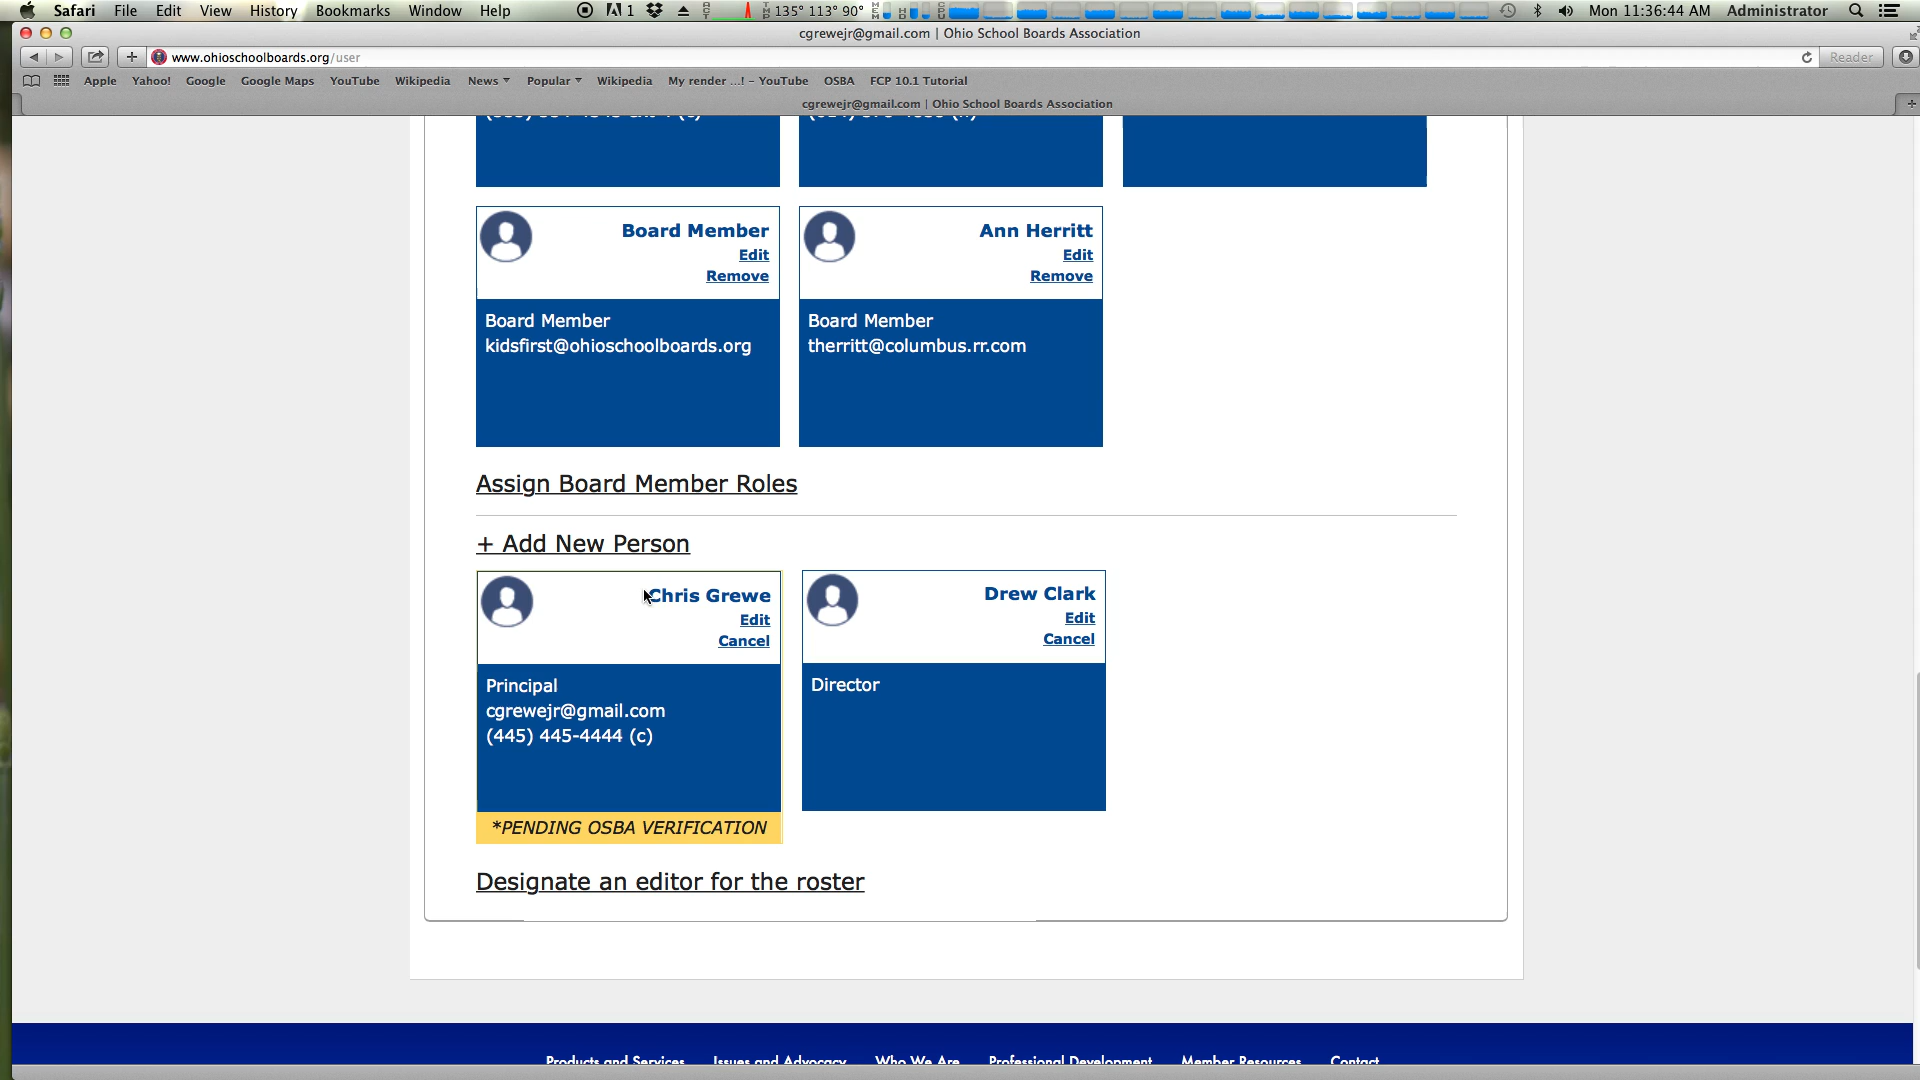 Safari File Edit View History Bookmarks Window Help 1 135° 113° 90° Mon 11:36:44 AM Administrator
cgrewejr@gmail.com | Ohio School Boards Association
www.ohioschoolboards.org/user Reader
Apple Yahoo! Google Google Maps YouTube Wikipedia News Popular Wikipedia My render ...! - YouTube OSBA FCP 10.1 Tutorial
cgrewejr@gmail.com | Ohio School Boards Association
Board Member
Edit
Remove
Board Member
kidsfirst@ohioschoolboards.org
Ann Herritt
Edit
Remove
Board Member
therritt@columbus.rr.com
Assign Board Member Roles
+ Add New Person
Chris Grewe
Edit
Cancel
Principal
cgrewejr@gmail.com
(445) 445-4444 (c)
*PENDING OSBA VERIFICATION
Drew Clark
Edit
Cancel
Director
Designate an editor for the roster
Products and Services Issues and Advocacy Who We Are Professional Development Member Resources Contact